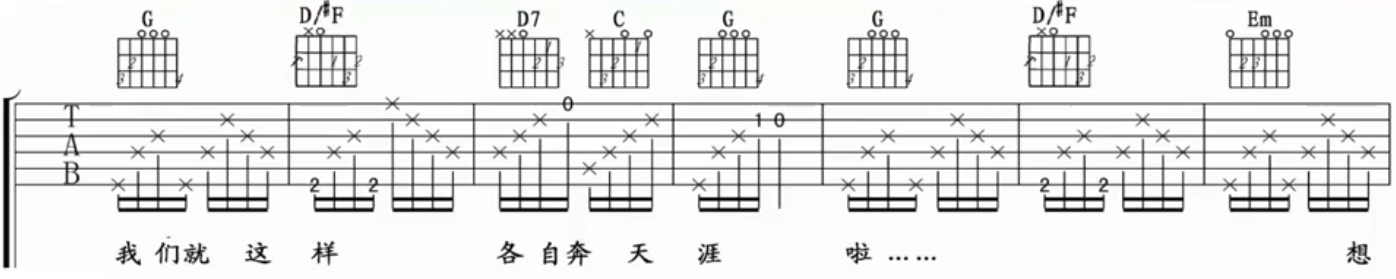 G D/#F D7 C G G D/#F Em
T 0
A 1 0
B 2 2 2 2
我们就这样 各自奔天涯 啦…… 想